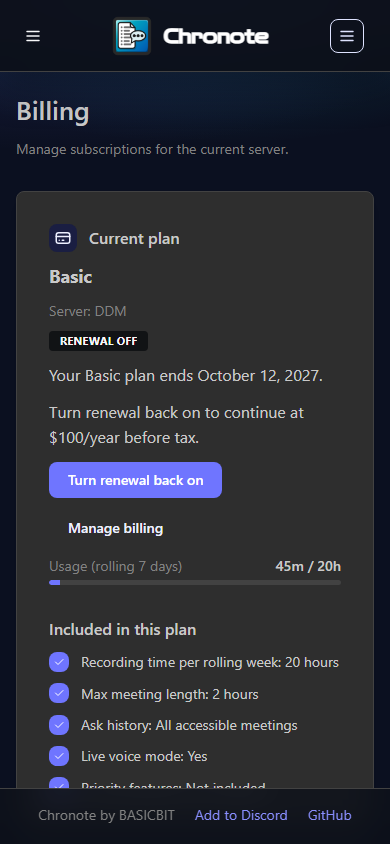 Chronote
Billing
Manage subscriptions for the current server.
Current plan
Basic
Server: DDM
RENEWAL OFF
Your Basic plan ends October 12, 2027.
Turn renewal back on to continue at
$100/year before tax.
Turn renewal back on
Manage billing
Usage (rolling 7 days) 45m / 20h
Included in this plan
Recording time per rolling week: 20 hours
Max meeting length: 2 hours
Ask history: All accessible meetings
Live voice mode: Yes
Priority features: Not included
Chronote by BASICBIT Add to Discord GitHub